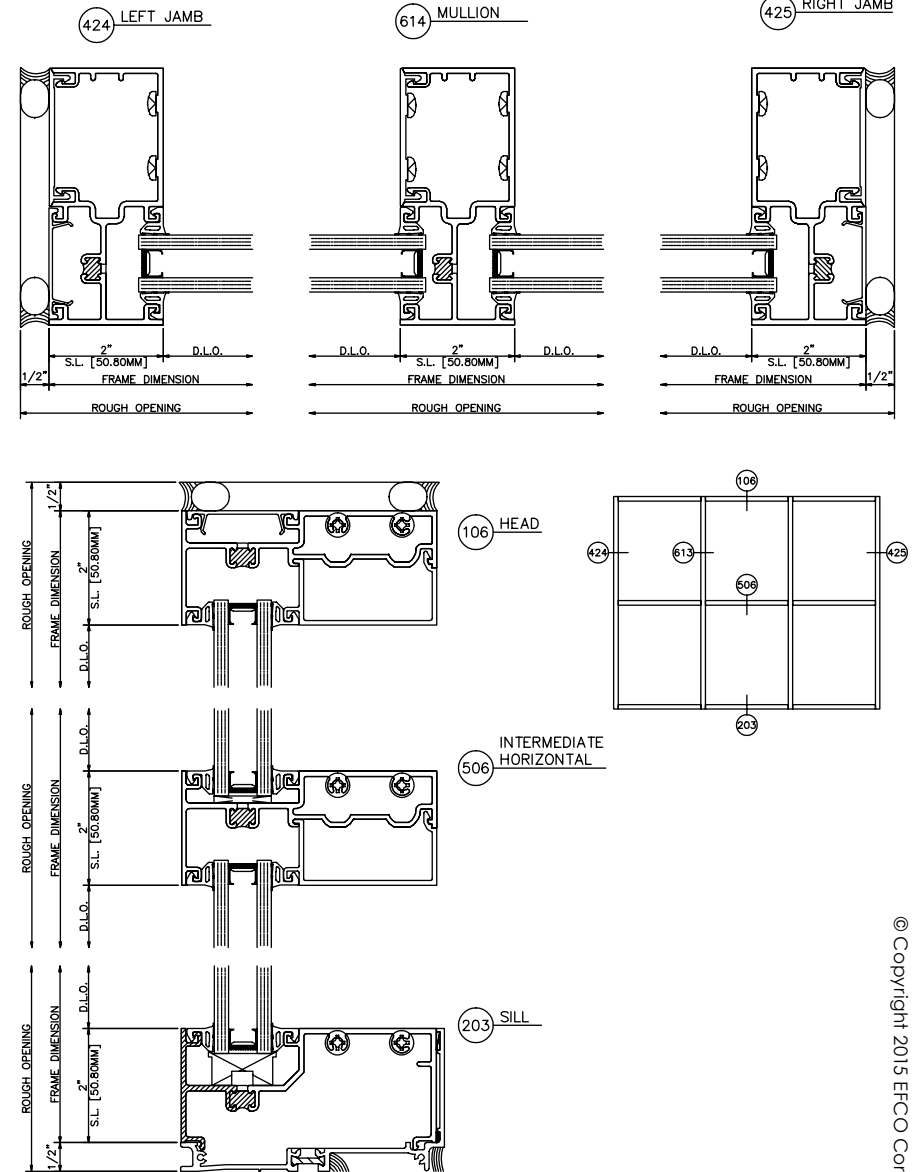 424 LEFT JAMB
614 MULLION
425 RIGHT JAMB
2"
S.L. [50.80MM]
D.L.O.
1/2"
FRAME DIMENSION
ROUGH OPENING
D.L.O.
2"
S.L. [50.80MM]
D.L.O.
FRAME DIMENSION
ROUGH OPENING
D.L.O.
2"
S.L. [50.80MM]
FRAME DIMENSION
1/2"
ROUGH OPENING
ROUGH OPENING
1/2"
FRAME DIMENSION
2"
S.L. [50.80MM]
D.L.O.
106 HEAD
106
424
613
425
506
203
ROUGH OPENING
FRAME DIMENSION
D.L.O.
2"
S.L. [50.80MM]
D.L.O.
506 INTERMEDIATE
HORIZONTAL
ROUGH OPENING
FRAME DIMENSION
D.L.O.
2"
S.L. [50.80MM]
1/2"
203 SILL
© Copyright 2015 EFCO Cor